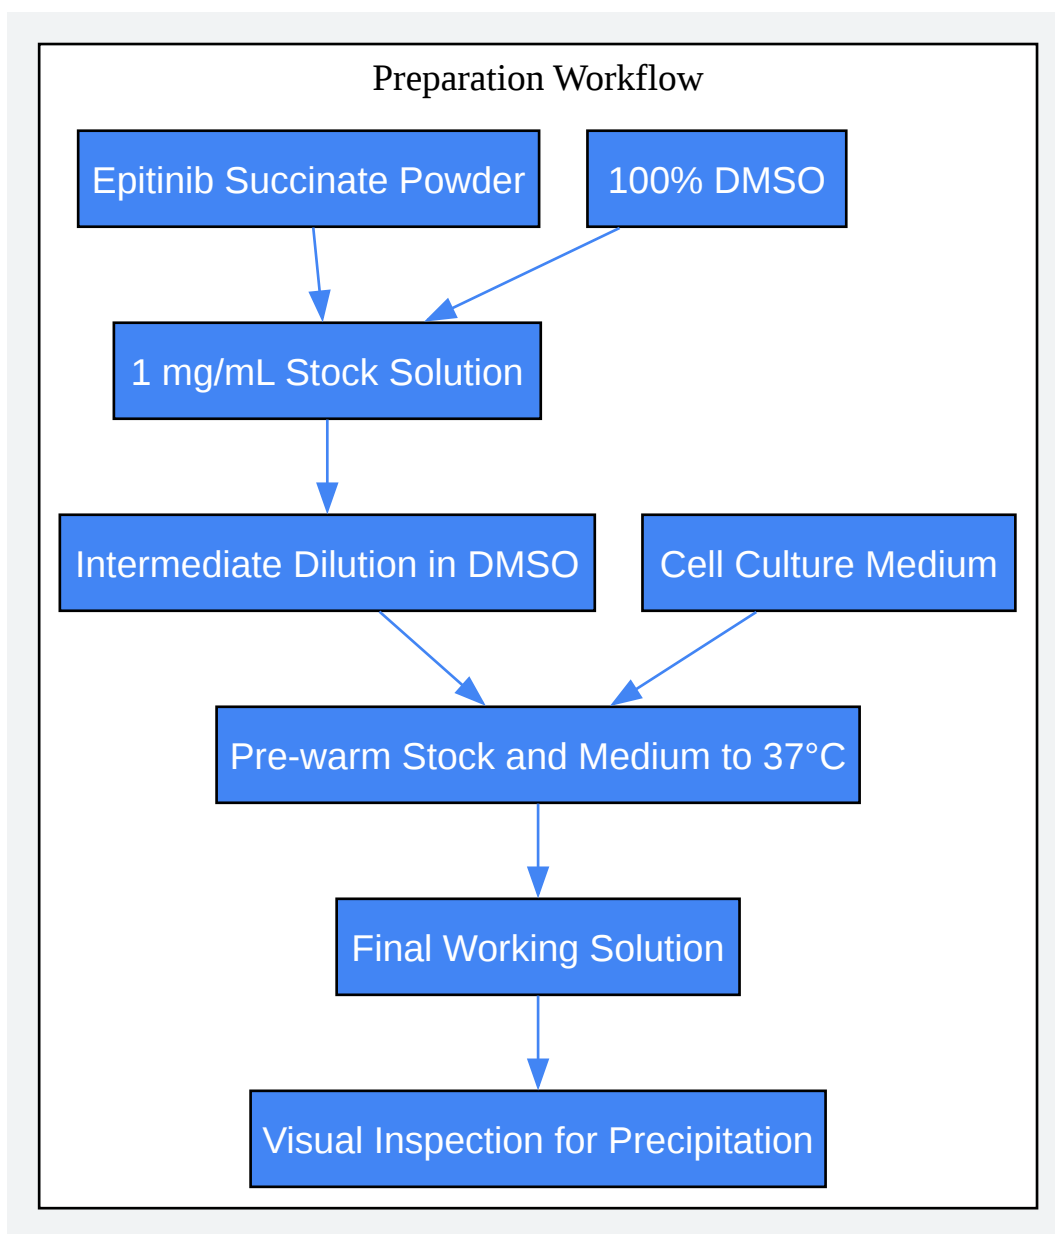 Preparation Workflow
Epitinib Succinate Powder
100% DMSO
1 mg/mL Stock Solution
Intermediate Dilution in DMSO
Cell Culture Medium
Pre-warm Stock and Medium to 37°C
Final Working Solution
Visual Inspection for Precipitation